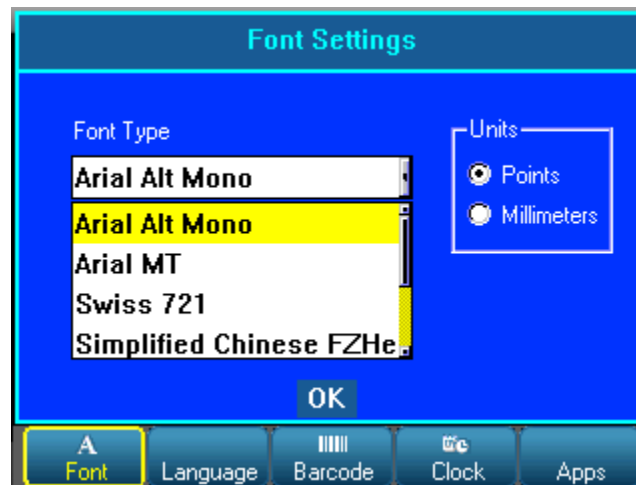 Font Settings
Font Type
Arial Alt Mono
Arial Alt Mono
Arial MT
Swiss 721
Simplified Chinese FZHe
Units
Points
Millimeters
OK
A
Font
Language
Barcode
Clock
Apps